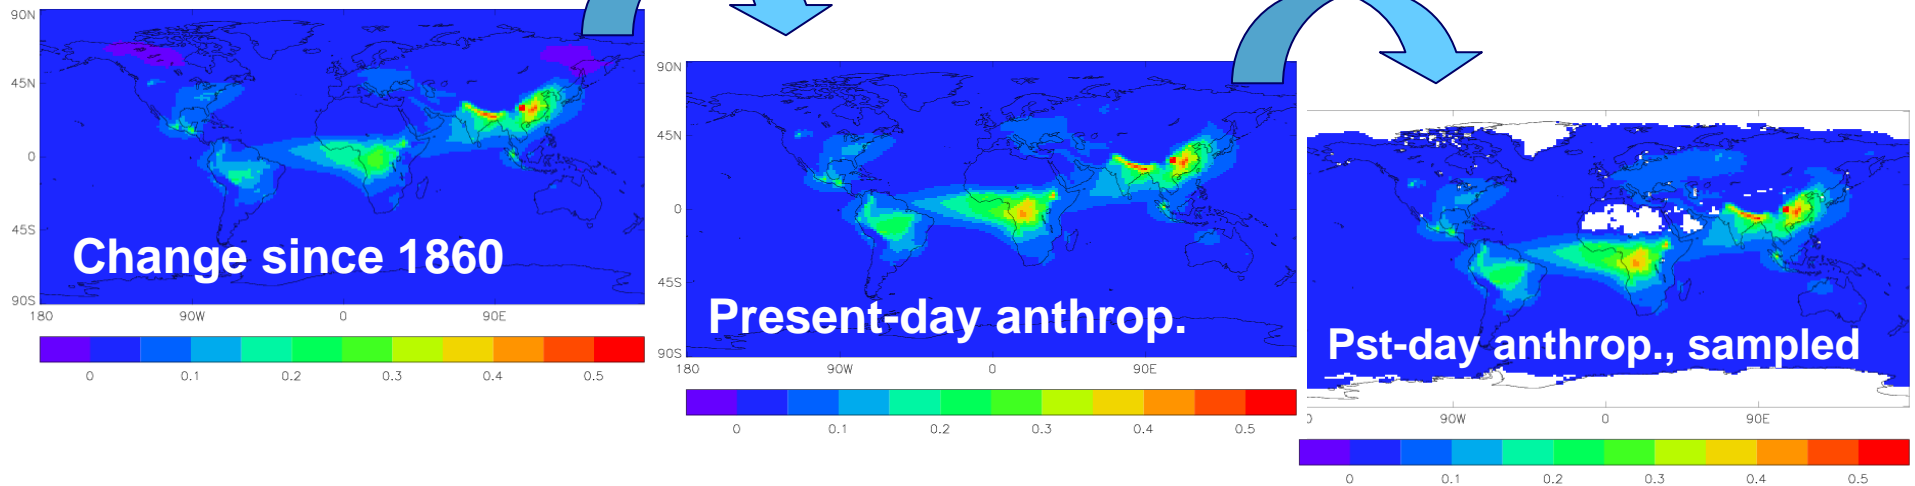 90N
45N
0
45S
90S
180 90W 0 90E
Change since 1860
0 0.1 0.2 0.3 0.4 0.5
90N
45N
0
45S
90S
180 90W 0 90E
Present-day anthrop.
0 0.1 0.2 0.3 0.4 0.5
Pst-day anthrop., sampled
0 90W 0 90E
0 0.1 0.2 0.3 0.4 0.5